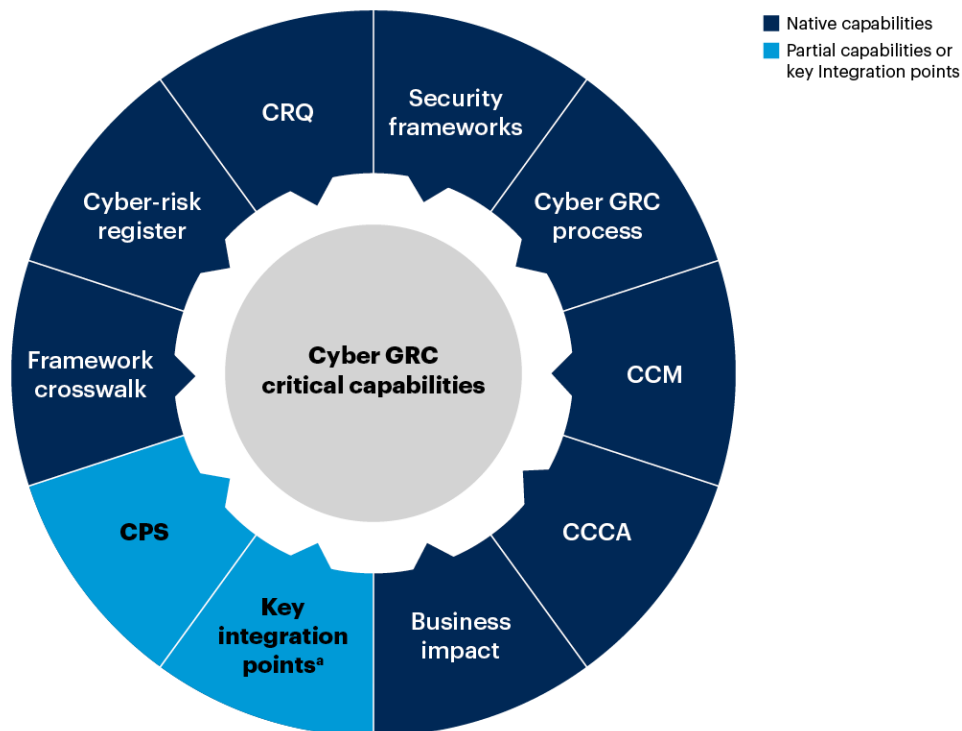 Native capabilities
Partial capabilities or
key Integration points
CRQ
Security
frameworks
Cyber-risk
register
Cyber GRC
process
Framework
crosswalk
Cyber GRC
critical capabilities
CCM
CPS
CCCA
Key
integration
pointsᵃ
Business
impact